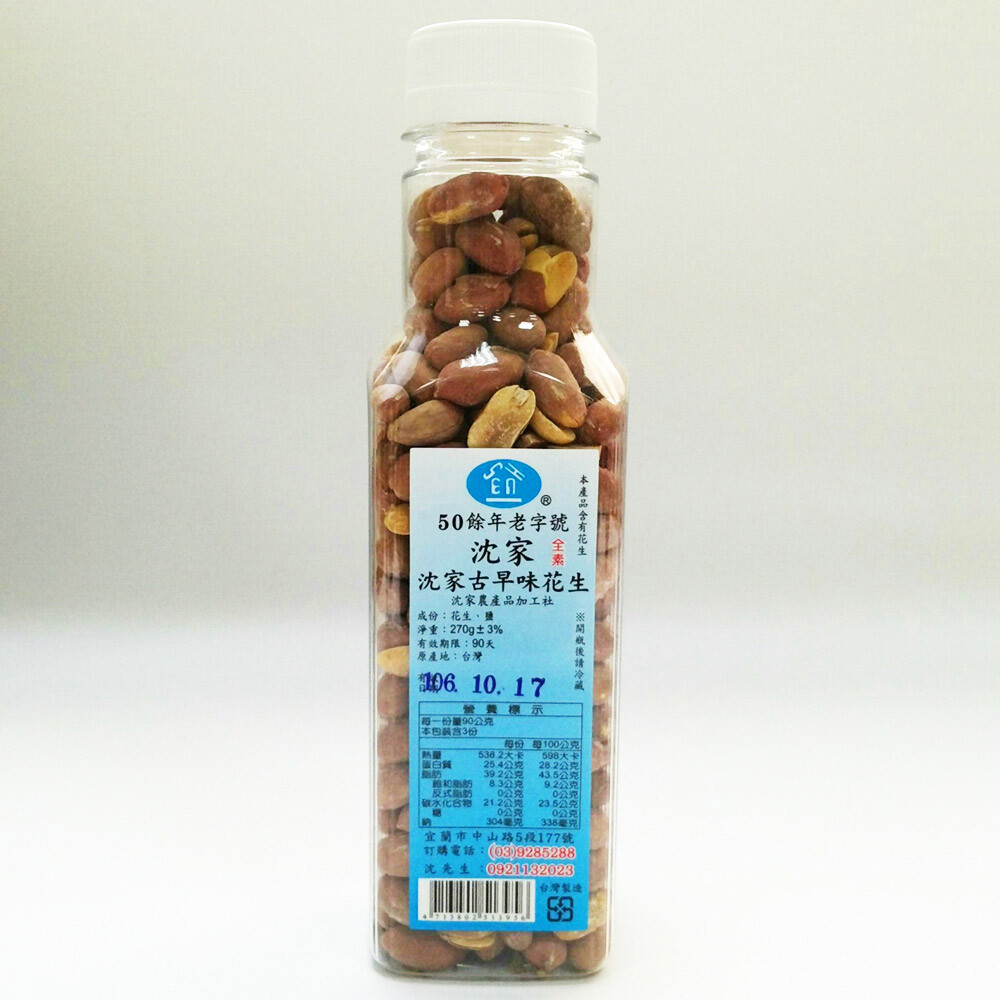 SEN
®
50餘年老字號
沈家
全素
沈家古早味花生
沈家農產品加工社
本產品含有花生
成份：花生、鹽
淨重：270g±3%
有效期限：90天
原產地：台灣
※開瓶後請冷藏
106. 10. 17
營養標示
每一份量90公克
本包裝含3份
每份 每100公克
熱量 538.2大卡 598大卡
蛋白質 25.4公克 28.2公克
脂肪 39.2公克 43.5公克
飽和脂肪 8.3公克 9.2公克
反式脂肪 0公克 0公克
碳水化合物 21.2公克 23.5公克
糖 0公克 0公克
鈉 304毫克 338毫克
宜蘭市中山路5段177號
訂購電話：(03)9285288
沈先生：0921132023
台灣製造
4713802513956